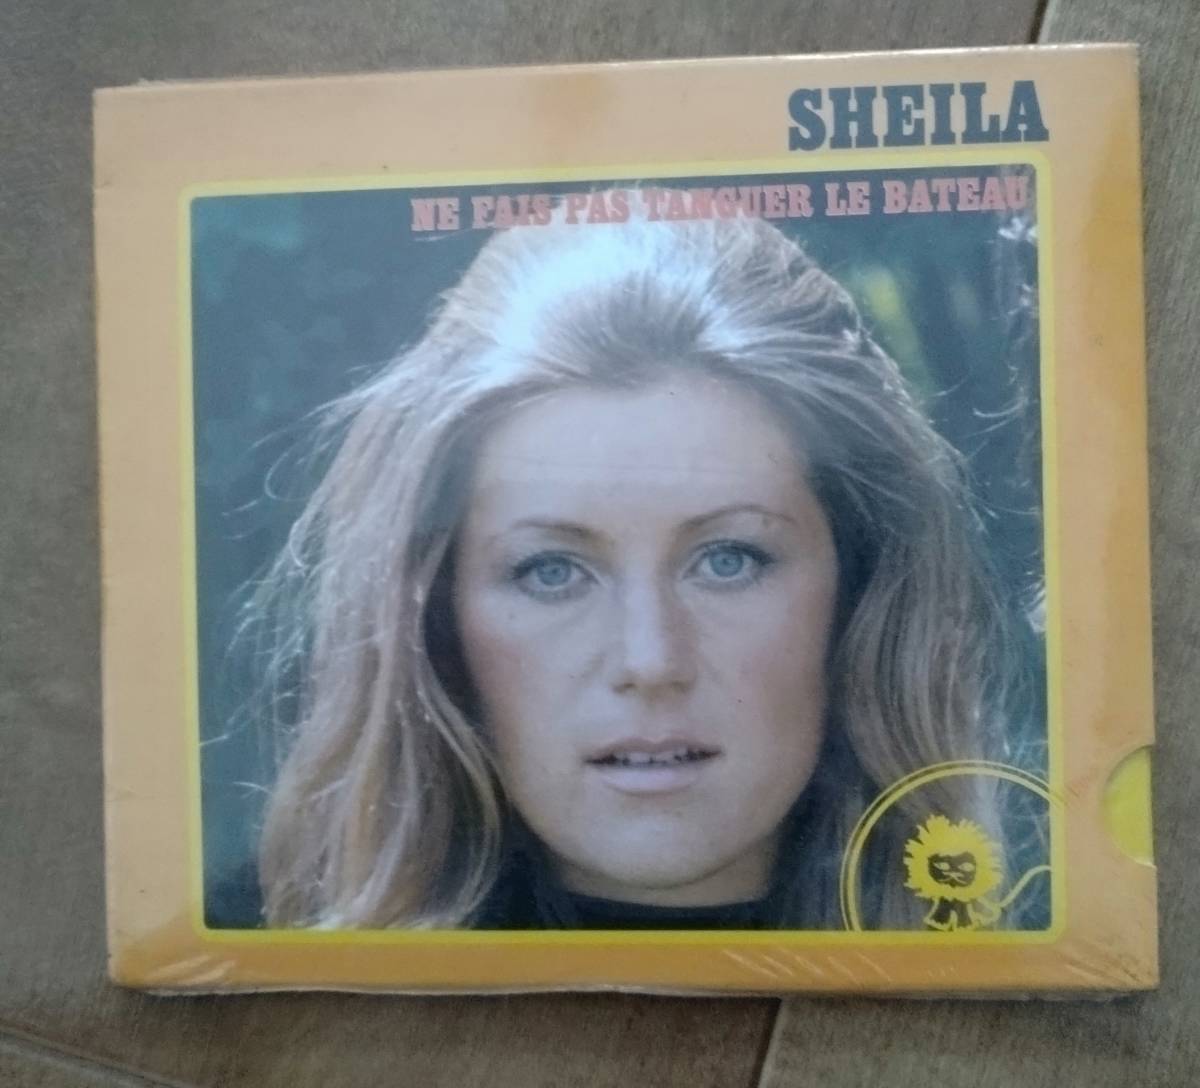 SHEILA
NE FAIS PAS TANGUER LE BATEAU